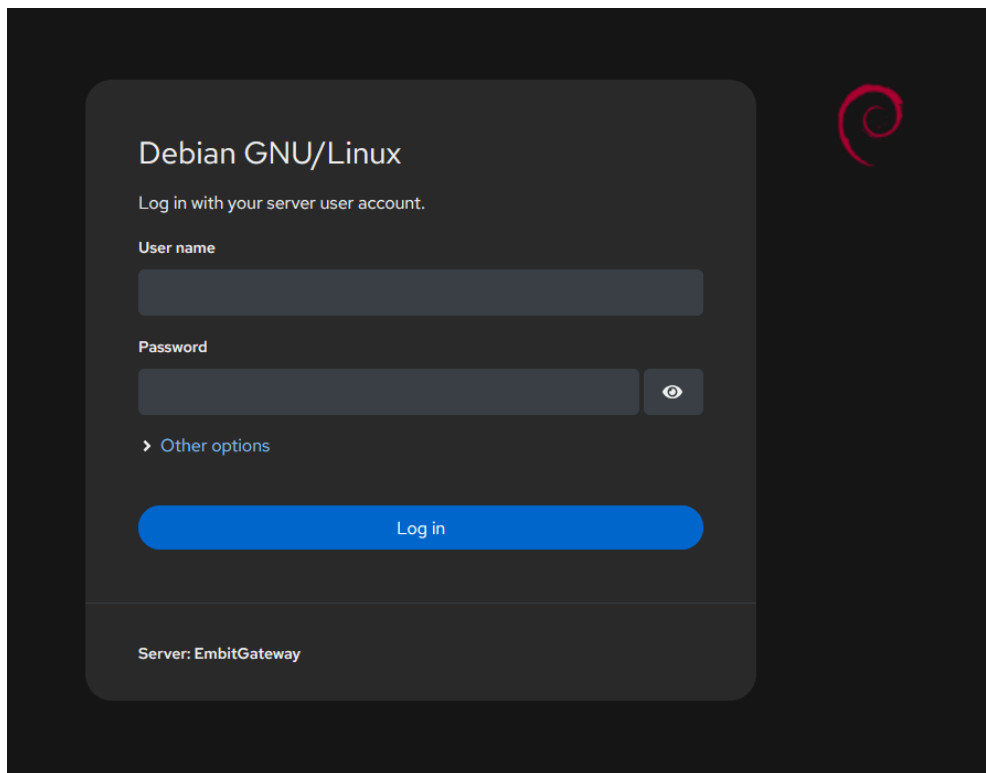 Debian GNU/Linux
Log in with your server user account.
User name
Password
Other options
Log in
Server: EmbitGateway